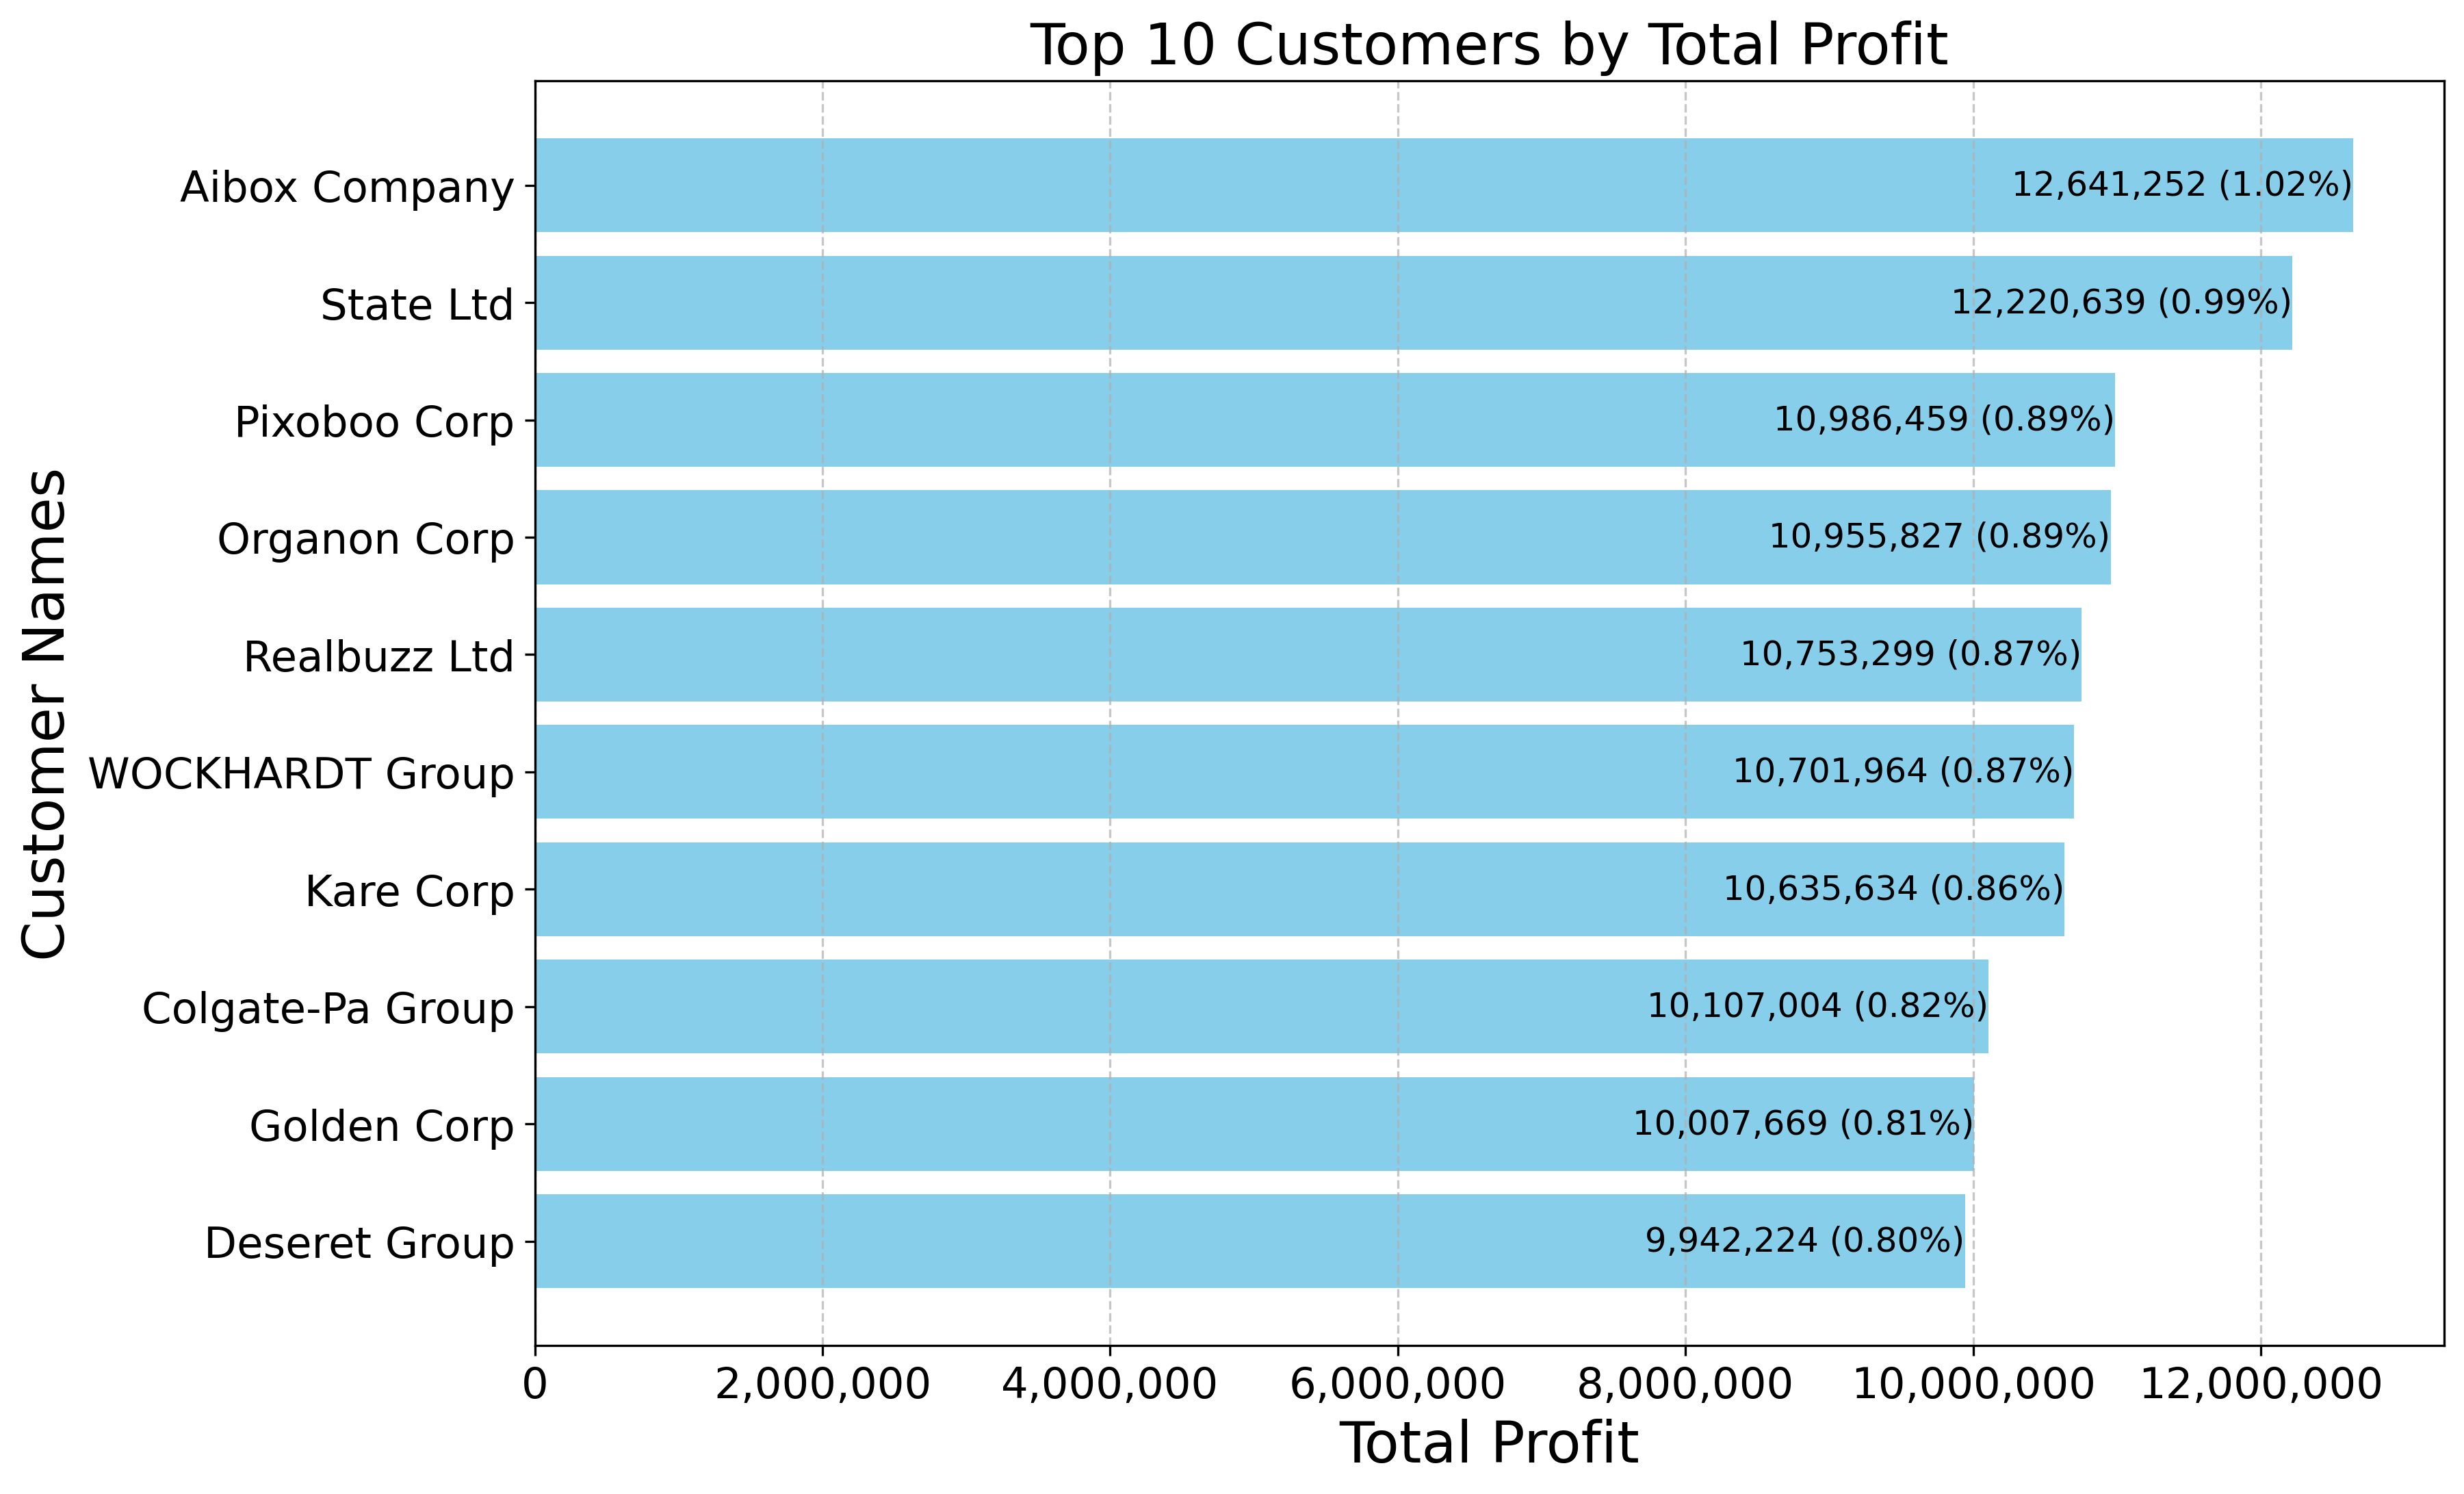 Top 10 Customers by Total Profit
Customer Names
Aibox Company 12,641,252 (1.02%)
State Ltd 12,220,639 (0.99%)
Pixoboo Corp 10,986,459 (0.89%)
Organon Corp 10,955,827 (0.89%)
Realbuzz Ltd 10,753,299 (0.87%)
WOCKHARDT Group 10,701,964 (0.87%)
Kare Corp 10,635,634 (0.86%)
Colgate-Pa Group 10,107,004 (0.82%)
Golden Corp 10,007,669 (0.81%)
Deseret Group 9,942,224 (0.80%)
0 2,000,000 4,000,000 6,000,000 8,000,000 10,000,000 12,000,000
Total Profit